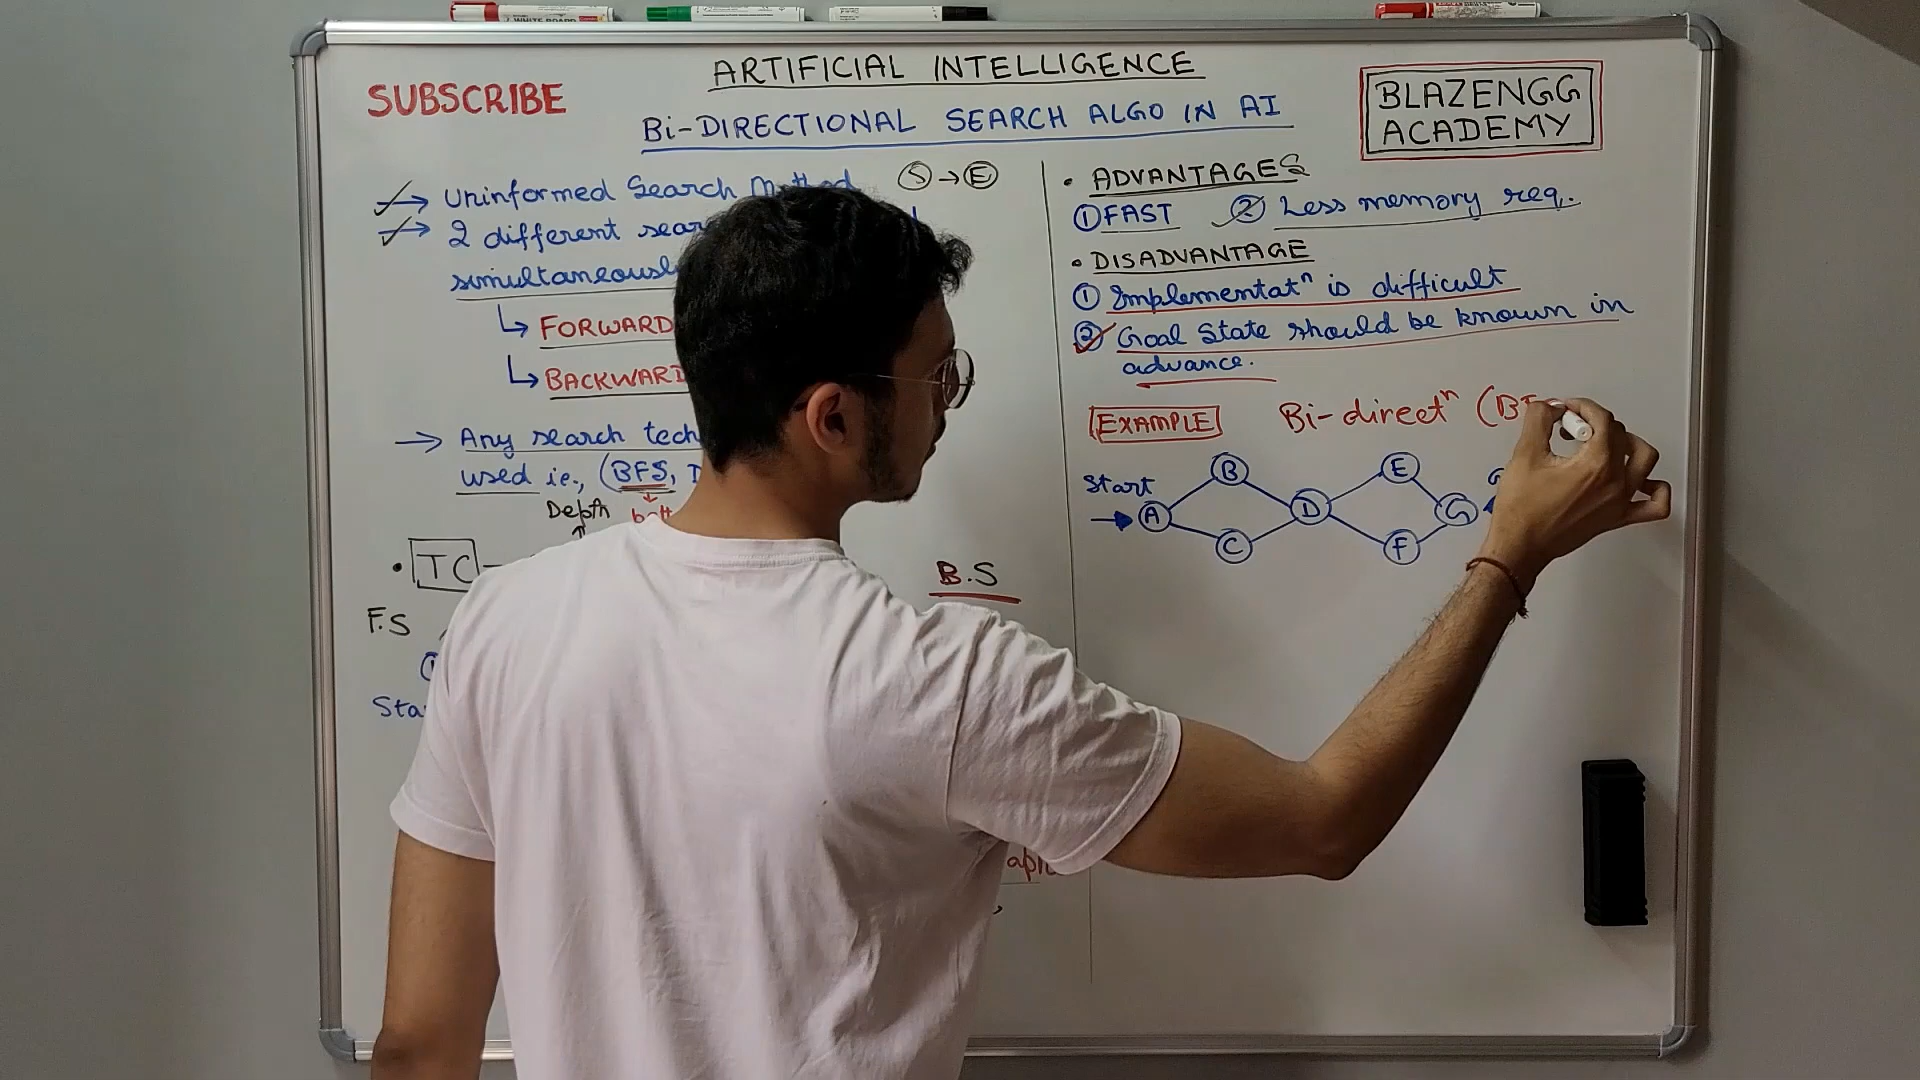 ARTIFICIAL INTELLIGENCE
SUBSCRIBE
Bi-DIRECTIONAL SEARCH ALGO IN AI
BLAZENGG
ACADEMY
→ Uninformed Search Method
S → E
→ 2 different sear
simultaneously
↳ FORWARD
↳ BACKWARD
→ Any search tech
used ie., (BFS, D
Depth
• TC
B.S
F.S
Sta
• ADVANTAGES
① FAST ② Less memory req.
• DISADVANTAGE
① Implementatⁿ is difficult
② Goal State should be known in
advance.
EXAMPLE Bi-directⁿ (B
Start
A
B
C
D
E
F
G